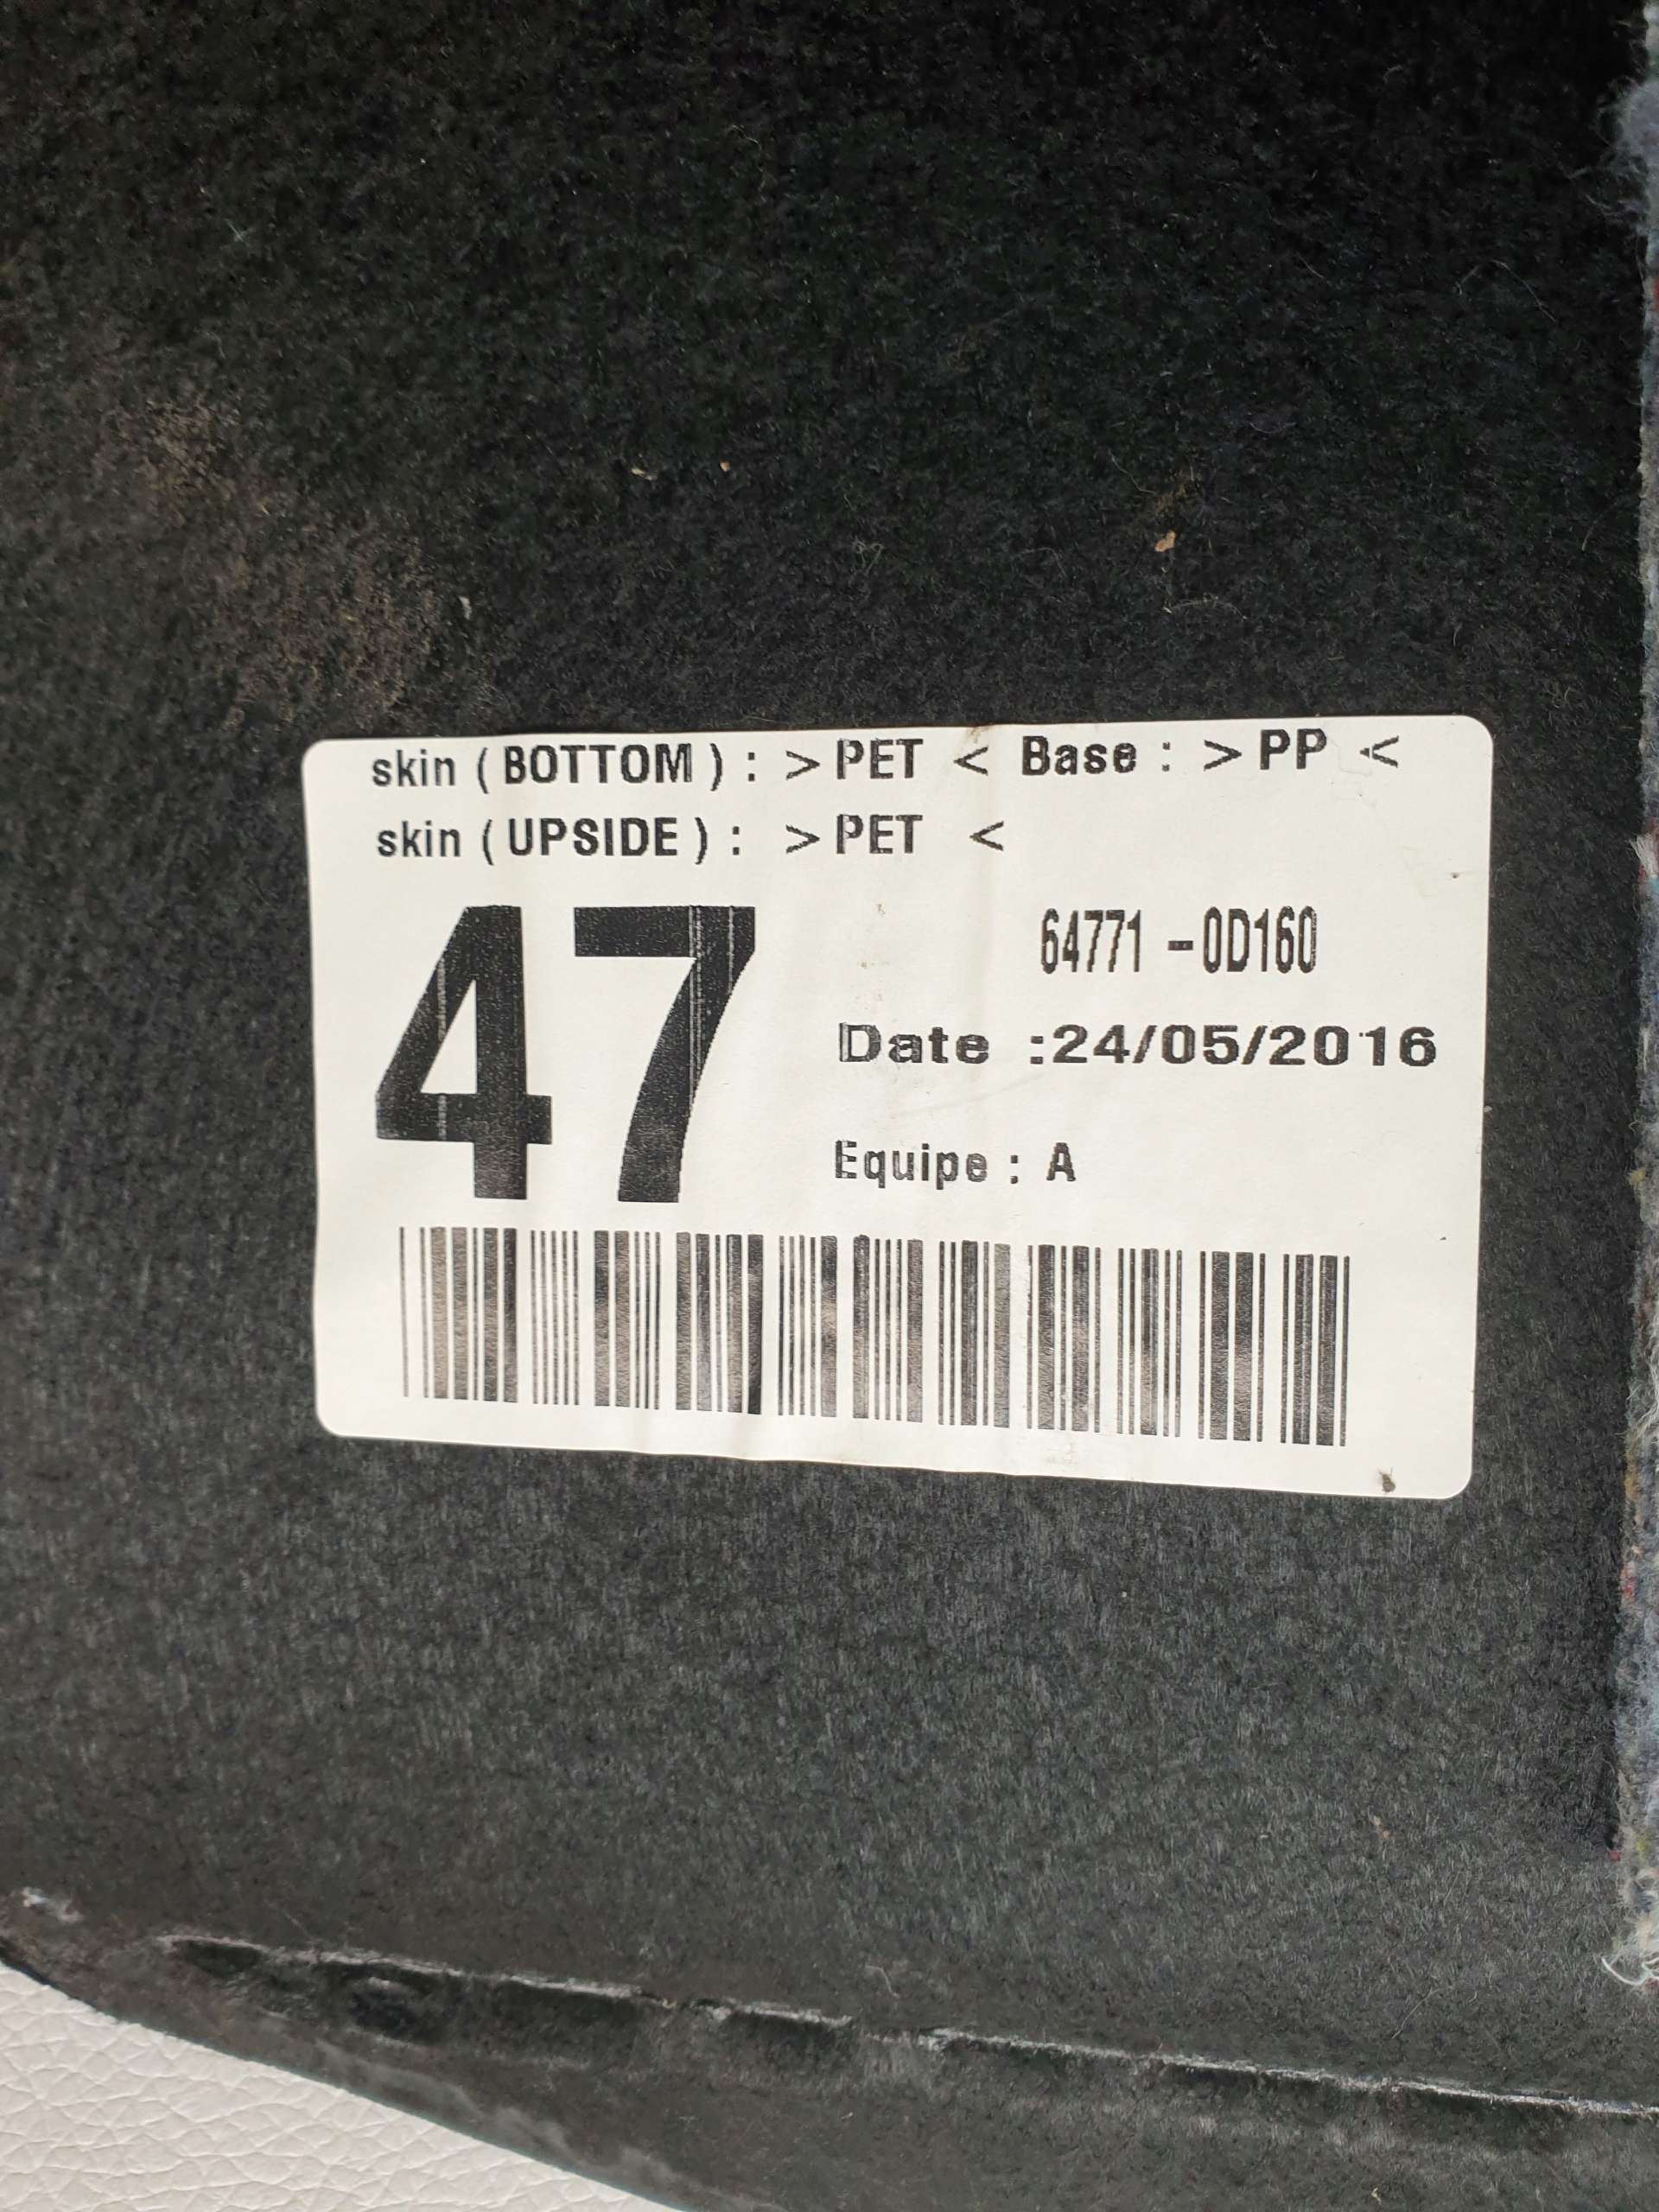 skin ( BOTTOM ) : > PET < Base : > PP <
skin ( UPSIDE ) : > PET <
47
64771 -0D160
Date :24/05/2016
Equipe : A